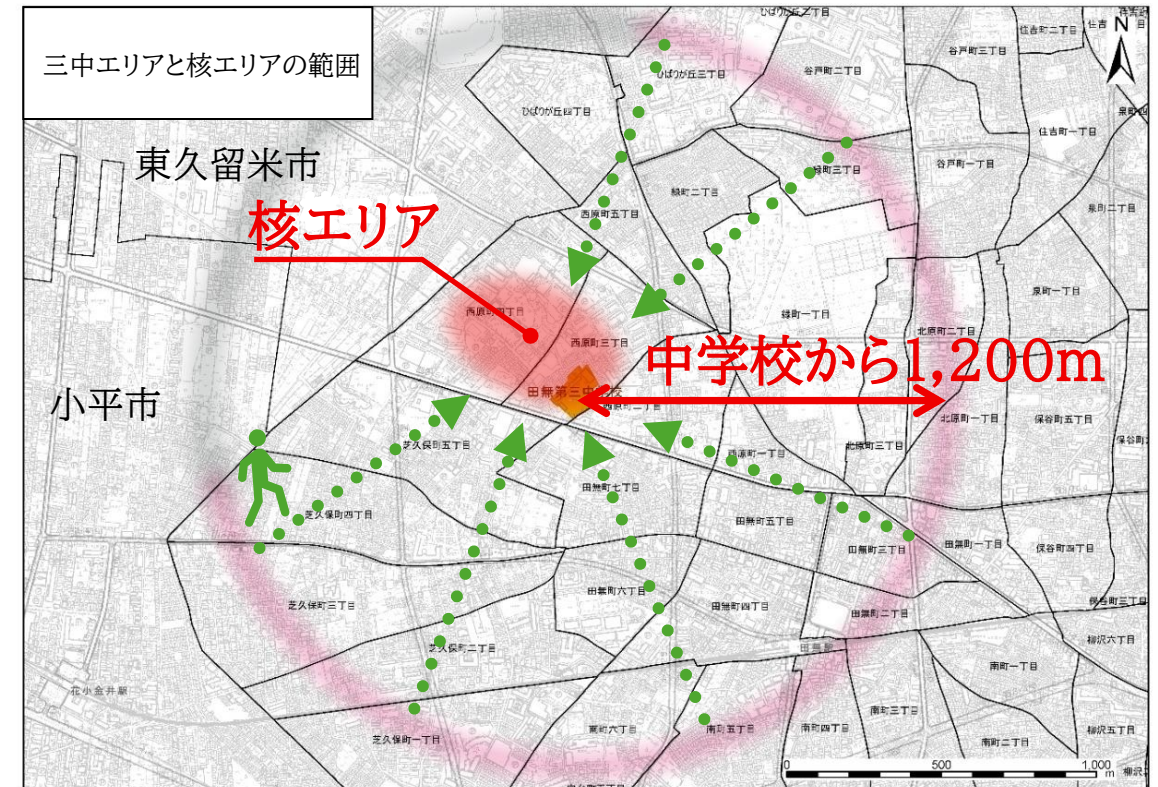 三中エリアと核エリアの範囲
ひばりが丘三丁目
谷戸町三丁目
谷戸町二丁目
住吉町二丁目
N
ひばりが丘四丁目
住吉町一丁目
東久留米市
谷戸町一丁目
緑町三丁目
緑町二丁目
西原町五丁目
泉町二丁目
核エリア
泉町一丁目
西原町四丁目
緑町一丁目
北原町二丁目
西原町三丁目
中学校から1,200m
小平市
北原町一丁目
保谷町五丁目
芝久保町五丁目
西原町一丁目
北原町三丁目
田無町七丁目
芝久保町四丁目
田無町五丁目
田無町三丁目
田無町一丁目
保谷町四丁目
田無町六丁目
芝久保町三丁目
田無町四丁目
田無町二丁目
保谷町三丁目
柳沢六丁目
芝久保町二丁目
田無駅
南町一丁目
花小金井駅
南町三丁目
芝久保町一丁目
南町六丁目
南町五丁目
南町四丁目
南町二丁目
柳沢五丁目
0 500 1,000
m